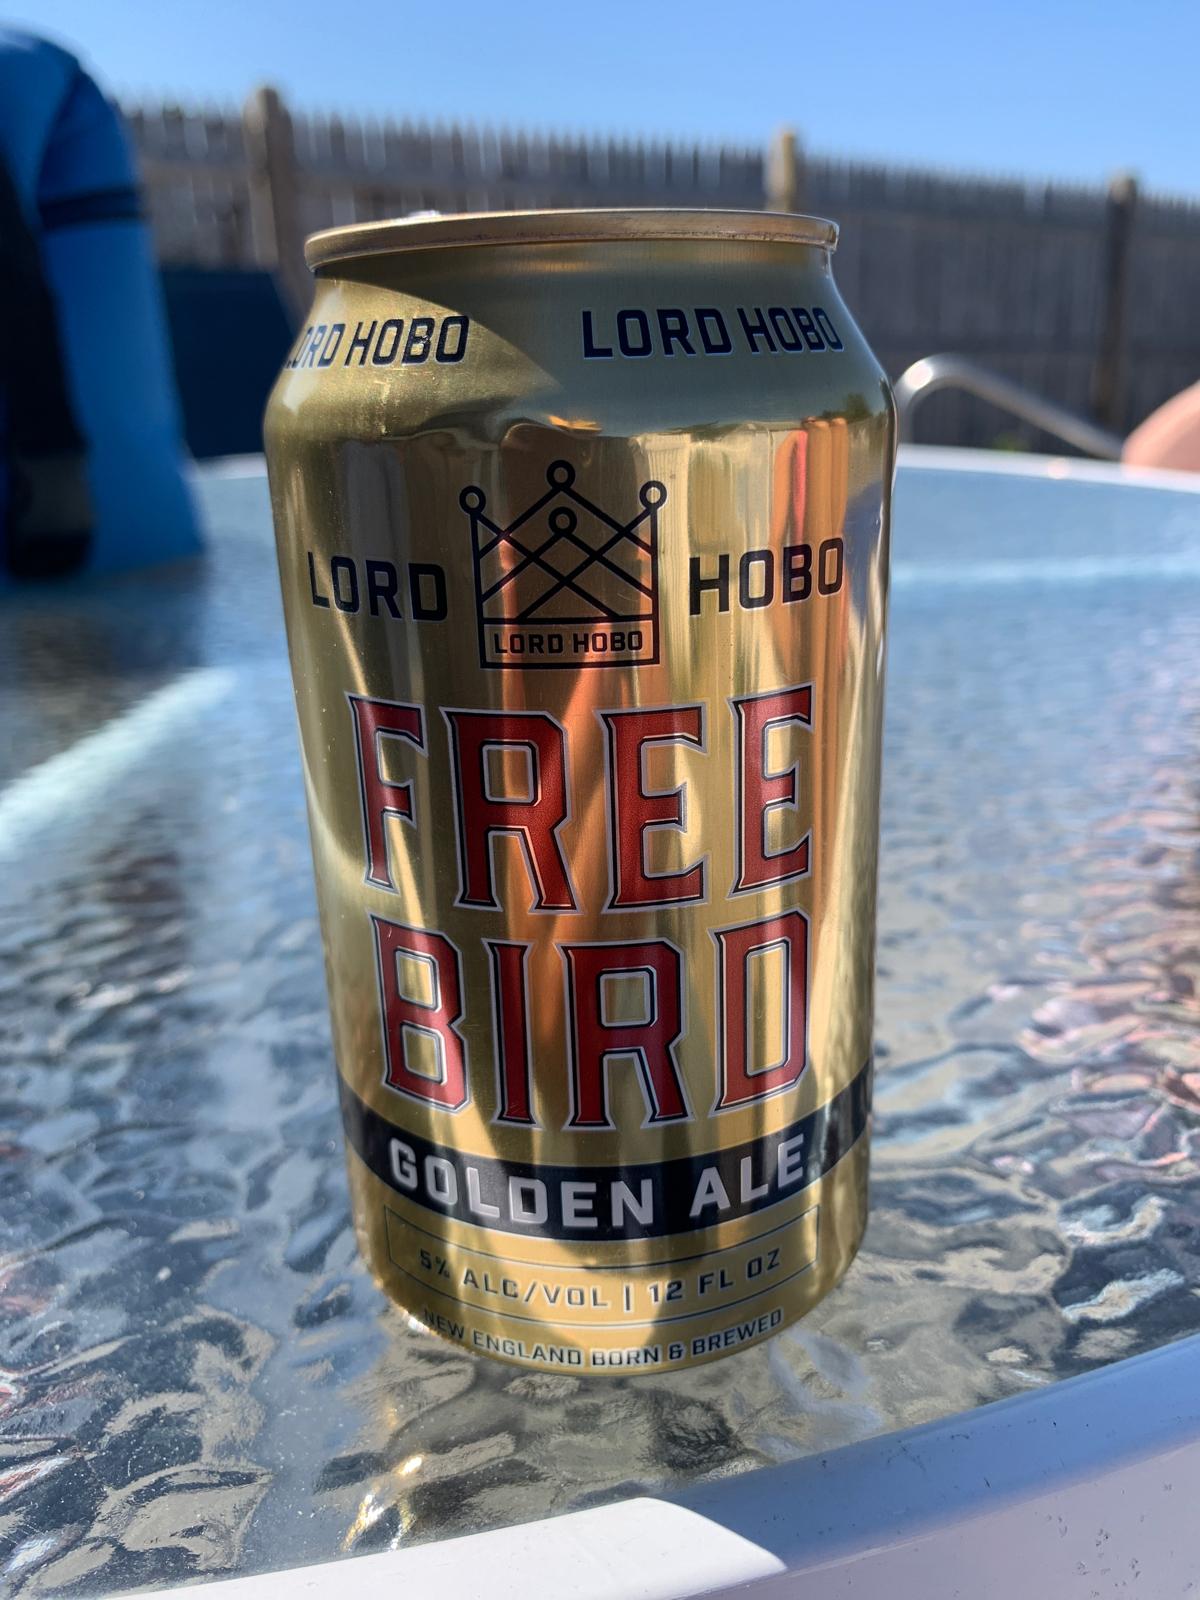 LORD HOBO LORD HOBO
LORD HOBO
LORD HOBO
FREE
BIRD
GOLDEN ALE
5% ALC/VOL | 12 FL OZ
NEW ENGLAND BORN & BREWED